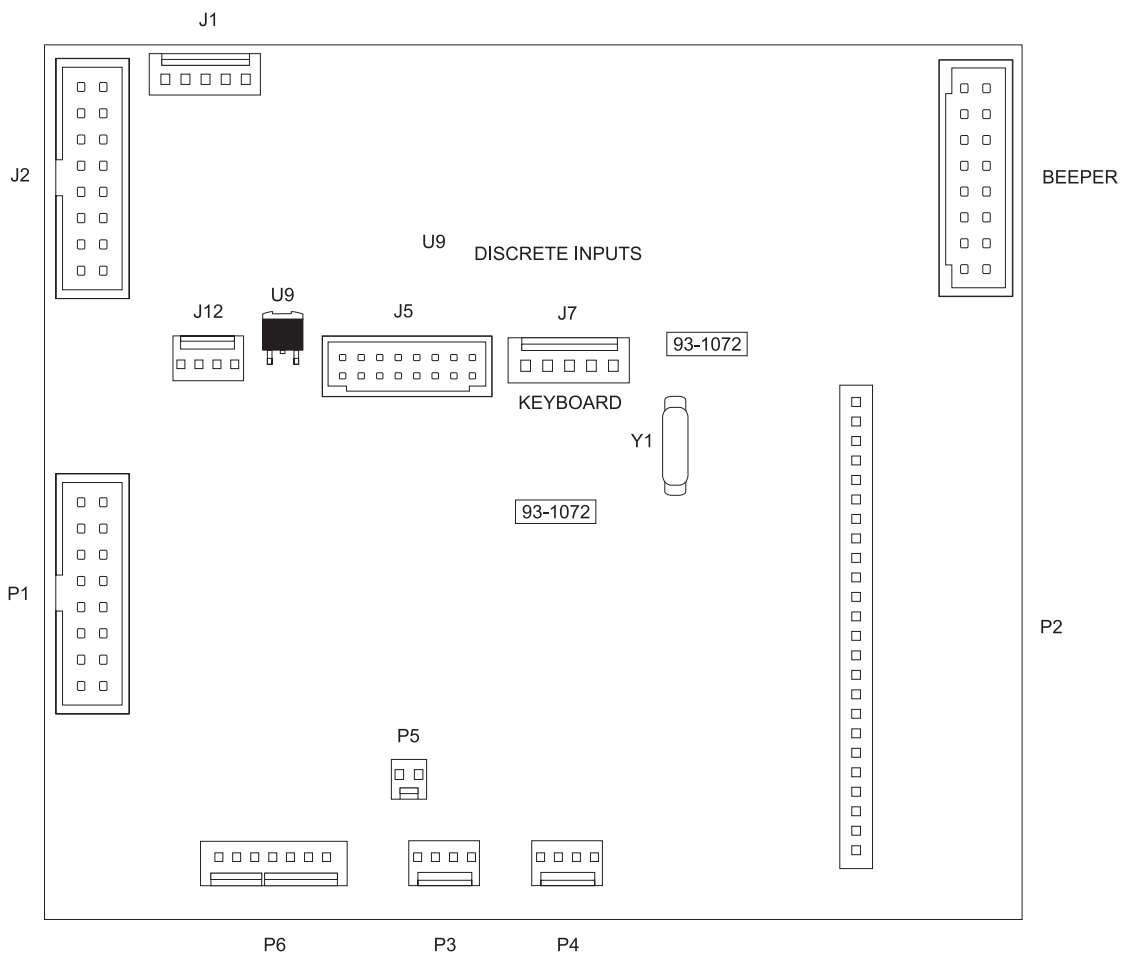 J1
J2
BEEPER
U9
DISCRETE INPUTS
U9
J12
J5
J7
93-1072
KEYBOARD
Y1
93-1072
P1
P2
P5
P6
P3
P4